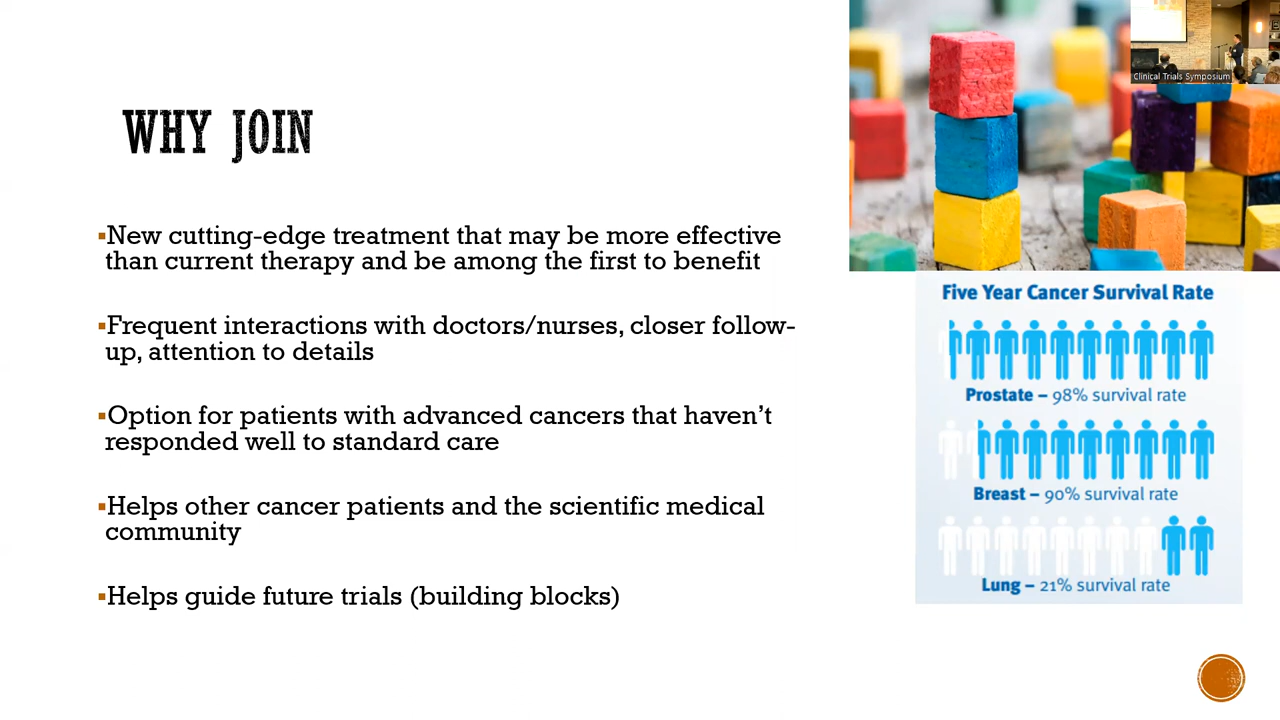 Clinical Trials Symposium
WHY JOIN
▪New cutting-edge treatment that may be more effective
than current therapy and be among the first to benefit
▪Frequent interactions with doctors/nurses, closer follow-
up, attention to details
▪Option for patients with advanced cancers that haven’t
responded well to standard care
▪Helps other cancer patients and the scientific medical
community
▪Helps guide future trials (building blocks)
Five Year Cancer Survival Rate
Prostate – 98% survival rate
Breast – 90% survival rate
Lung – 21% survival rate